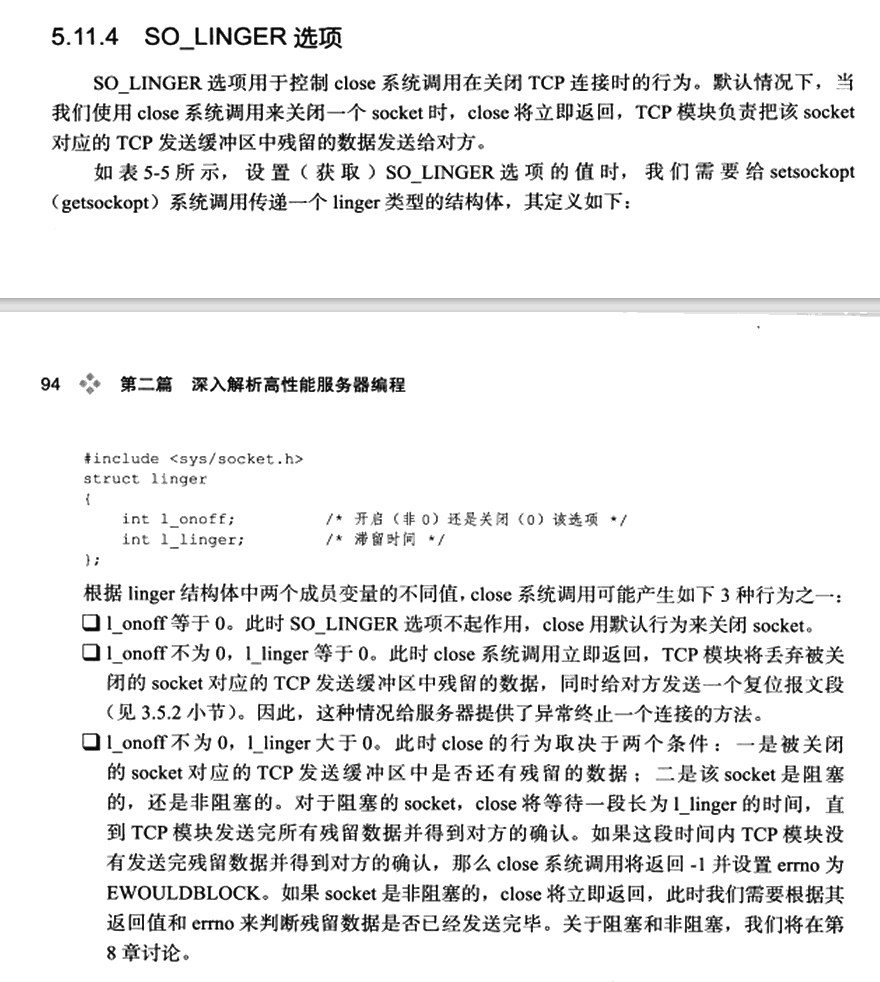 5.11.4 SO_LINGER 选项
SO_LINGER 选项用于控制 close 系统调用在关闭 TCP 连接时的行为。默认情况下，当
我们使用 close 系统调用来关闭一个 socket 时，close 将立即返回，TCP 模块负责把该 socket
对应的 TCP 发送缓冲区中残留的数据发送给对方。
如表 5-5 所示，设置（获取）SO_LINGER 选项的值时，我们需要给 setsockopt
（getsockopt）系统调用传递一个 linger 类型的结构体，其定义如下：
94 第二篇 深入解析高性能服务器编程
#include <sys/socket.h>
struct linger
{
int l_onoff; /* 开启（非 0）还是关闭（0）该选项 */
int l_linger; /* 滞留时间 */
};
根据 linger 结构体中两个成员变量的不同值，close 系统调用可能产生如下 3 种行为之一：
❑ l_onoff 等于 0。此时 SO_LINGER 选项不起作用，close 用默认行为来关闭 socket。
❑ l_onoff 不为 0，l_linger 等于 0。此时 close 系统调用立即返回，TCP 模块将丢弃被关
闭的 socket 对应的 TCP 发送缓冲区中残留的数据，同时给对方发送一个复位报文段
（见 3.5.2 小节）。因此，这种情况给服务器提供了异常终止一个连接的方法。
❑ l_onoff 不为 0，l_linger 大于 0。此时 close 的行为取决于两个条件：一是被关闭
的 socket 对应的 TCP 发送缓冲区中是否还有残留的数据；二是该 socket 是阻塞
的，还是非阻塞的。对于阻塞的 socket，close 将等待一段长为 l_linger 的时间，直
到 TCP 模块发送完所有残留数据并得到对方的确认。如果这段时间内 TCP 模块没
有发送完残留数据并得到对方的确认，那么 close 系统调用将返回 -1 并设置 errno 为
EWOULDBLOCK。如果 socket 是非阻塞的，close 将立即返回，此时我们需要根据其
返回值和 errno 来判断残留数据是否已经发送完毕。关于阻塞和非阻塞，我们将在第
8 章讨论。